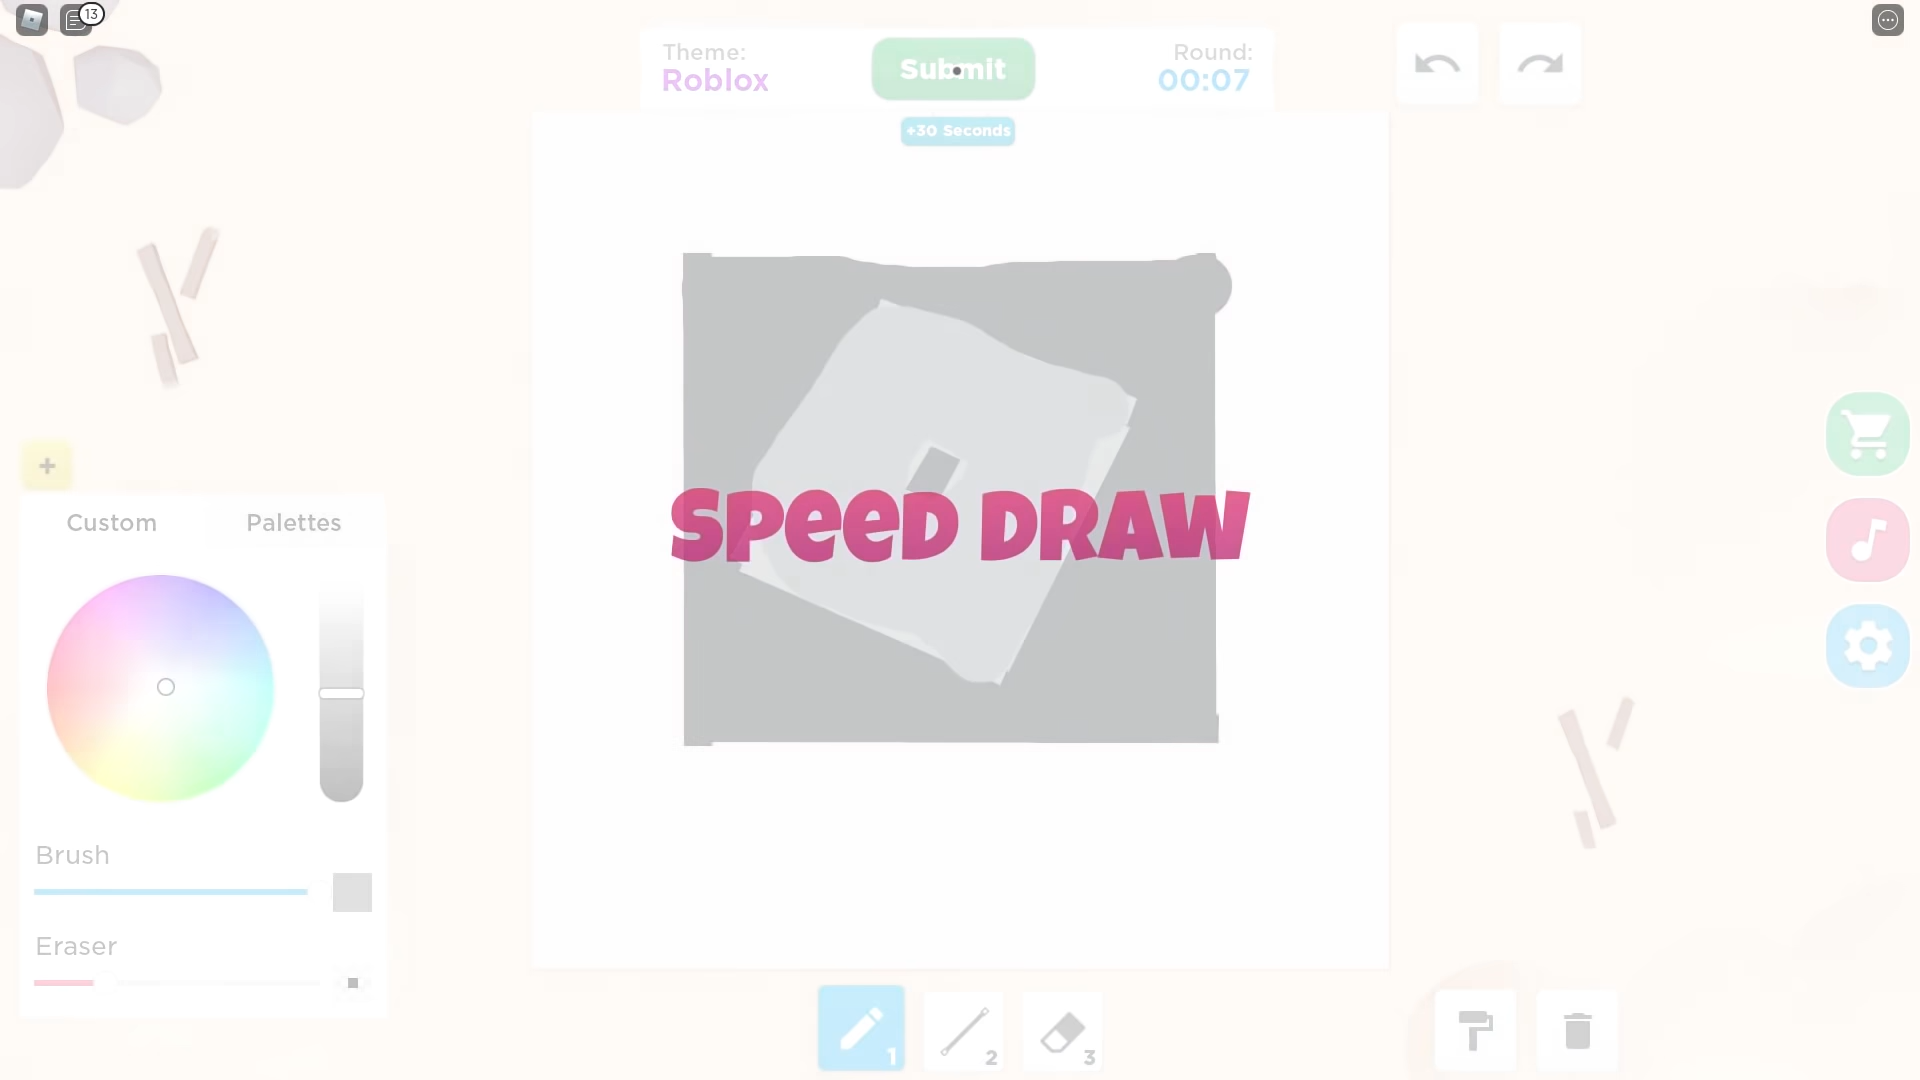 13
Theme:
Roblox
Submit
Round:
00:07
+30 Seconds
+
Custom
Palettes
SPEED DRAW
Brush
Eraser
1
2
3